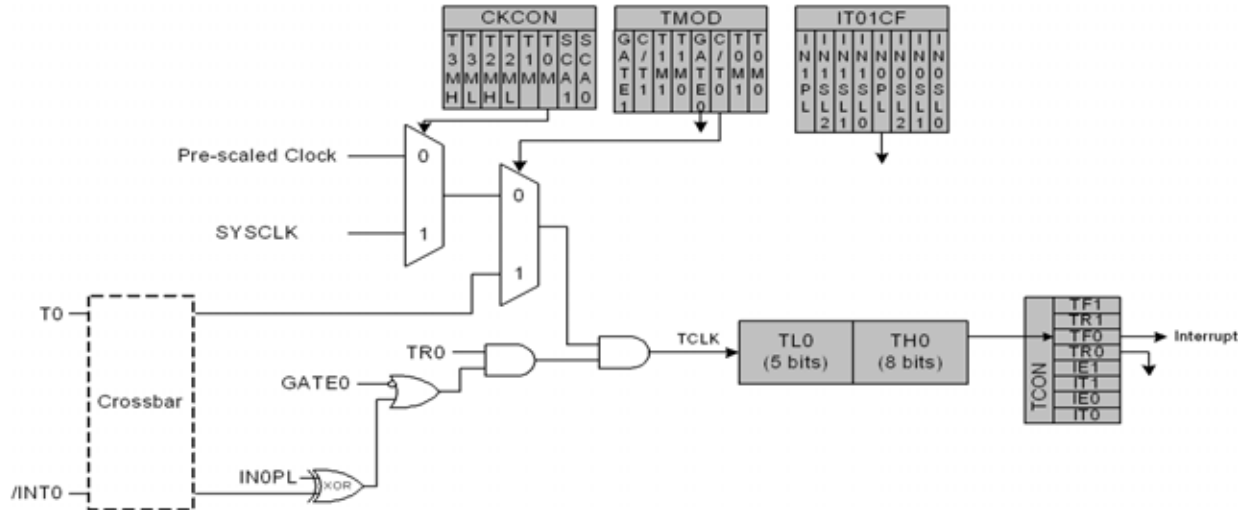 CKCON
T3MH
T3ML
T2MH
T2ML
T1M
T0M
SCA1
SCA0
TMOD
GATE1
C/T1
T1M1
T1M0
GATE0
C/T0
T0M1
T0M0
IT01CF
IN1PL
IN1SL2
IN1SL1
IN1SL0
IN0PL
IN0SL2
IN0SL1
IN0SL0
Pre-scaled Clock
0
SYSCLK
1
0
1
T0
Crossbar
/INT0
TR0
GATE0
IN0PL
XOR
TCLK
TL0
(5 bits)
TH0
(8 bits)
TCON
TF1
TR1
TF0
TR0
IE1
IT1
IE0
IT0
Interrupt